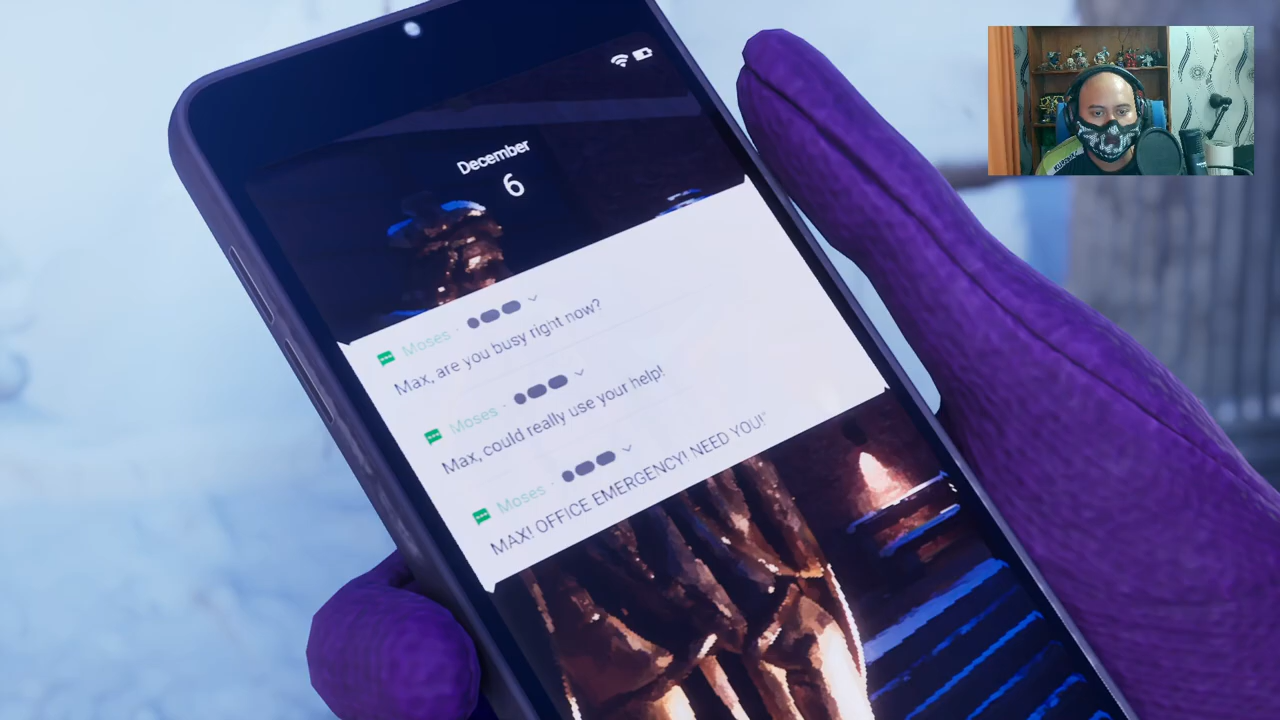 December
6
Moses
Max, are you busy right now?
Moses
Max, could really use your help!
Moses
MAX! OFFICE EMERGENCY! NEED YOU!"